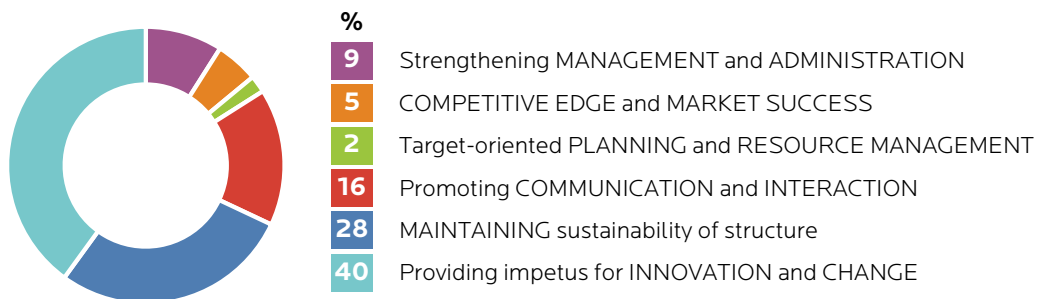 %
9 Strengthening MANAGEMENT and ADMINISTRATION
5 COMPETITIVE EDGE and MARKET SUCCESS
2 Target-oriented PLANNING and RESOURCE MANAGEMENT
16 Promoting COMMUNICATION and INTERACTION
28 MAINTAINING sustainability of structure
40 Providing impetus for INNOVATION and CHANGE